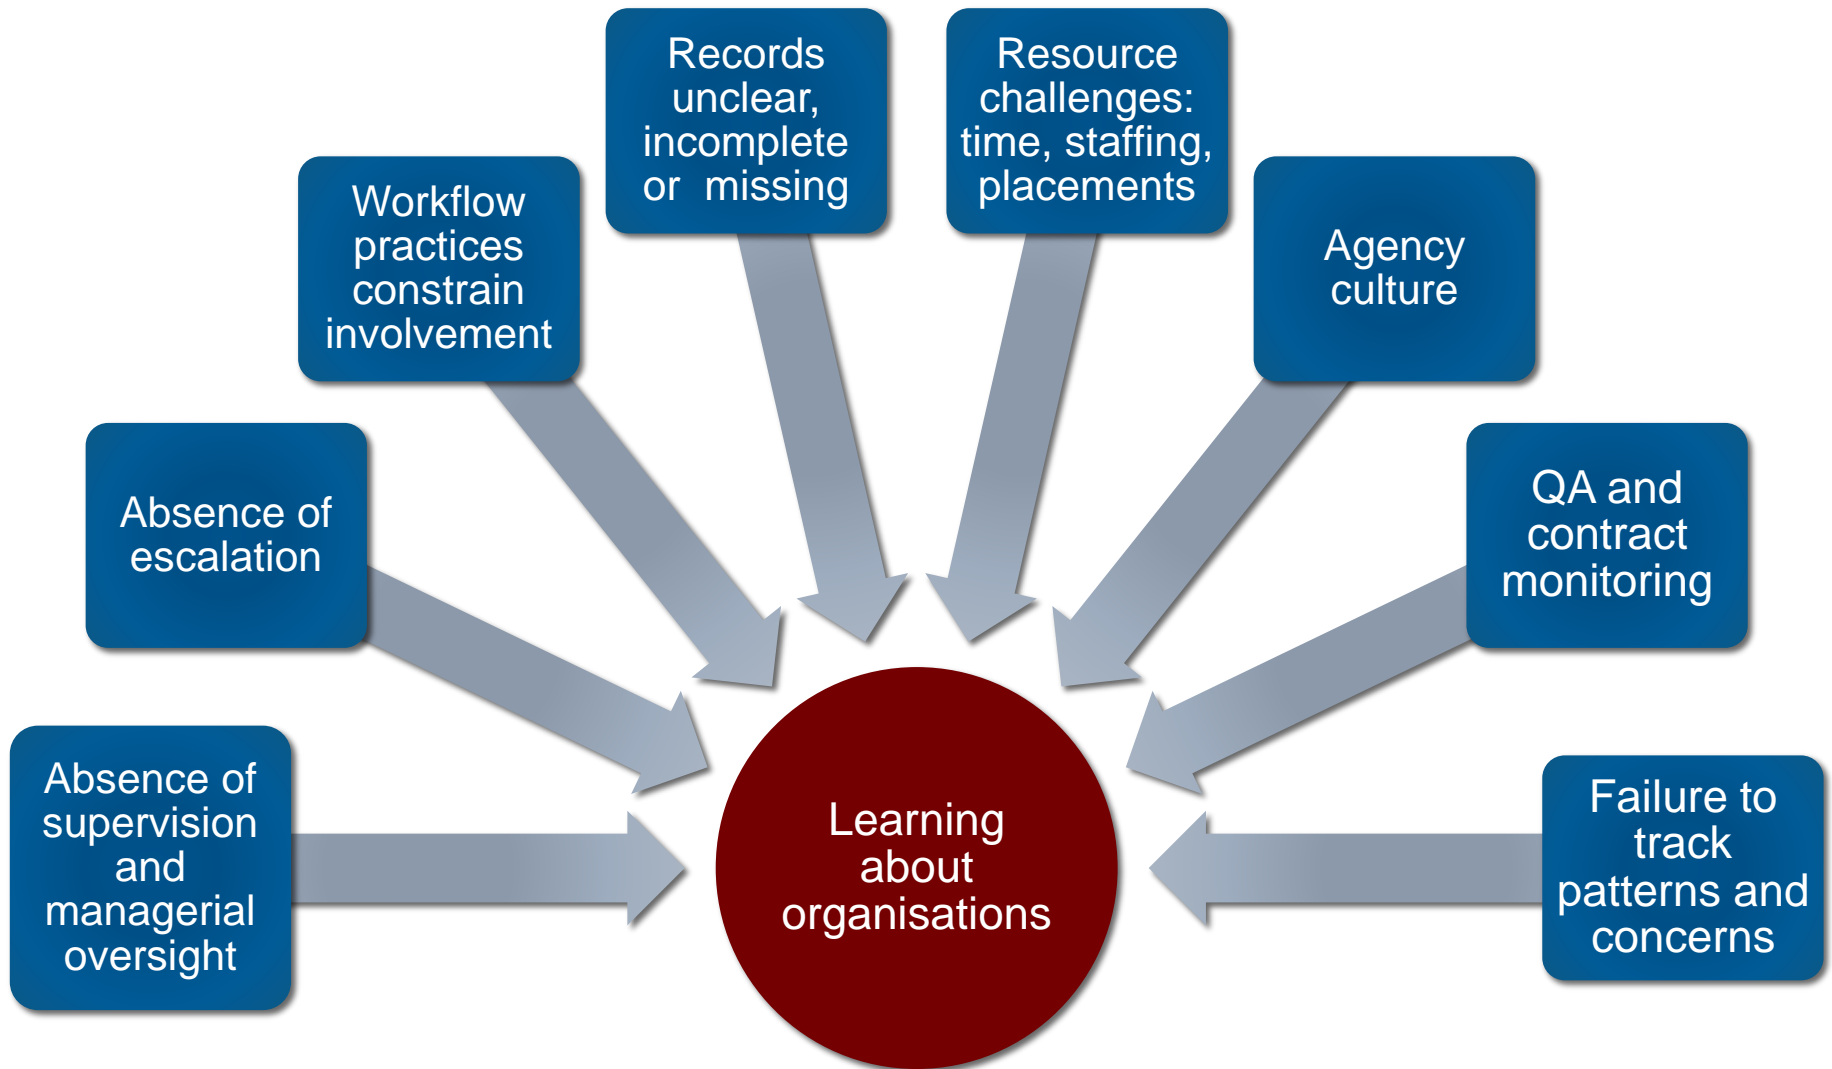 Records
unclear,
incomplete
or  missing
Resource
challenges:
time, staffing,
placements
Workflow
practices
constrain
involvement
Agency
culture
Absence of
escalation
QA and
contract
monitoring
Absence of
supervision
and
managerial
oversight
Failure to
track
patterns and
concerns
Learning
about
organisations